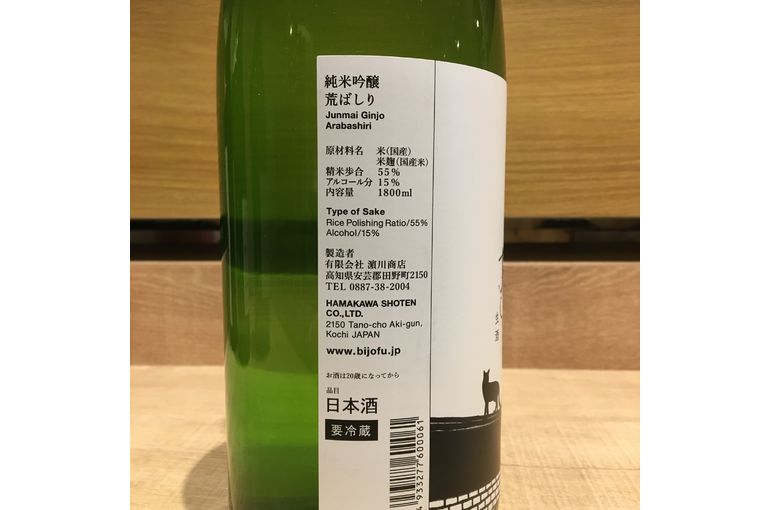 純米吟醸
荒ばしり
Junmai Ginjo
Arabashiri
原材料名 米(国産)
米麹(国産米)
精米歩合 55%
アルコール分 15%
内容量 1800ml
Type of Sake
Rice Polishing Ratio/55%
Alcohol/15%
製造者
有限会社 濵川商店
高知県安芸郡田野町2150
TEL 0887-38-2004
HAMAKAWA SHOTEN
CO.,LTD.
2150 Tano-cho Aki-gun,
Kochi JAPAN
www.bijofu.jp
お酒は20歳になってから
品目
日本酒
要冷蔵
4933277600061
生酒